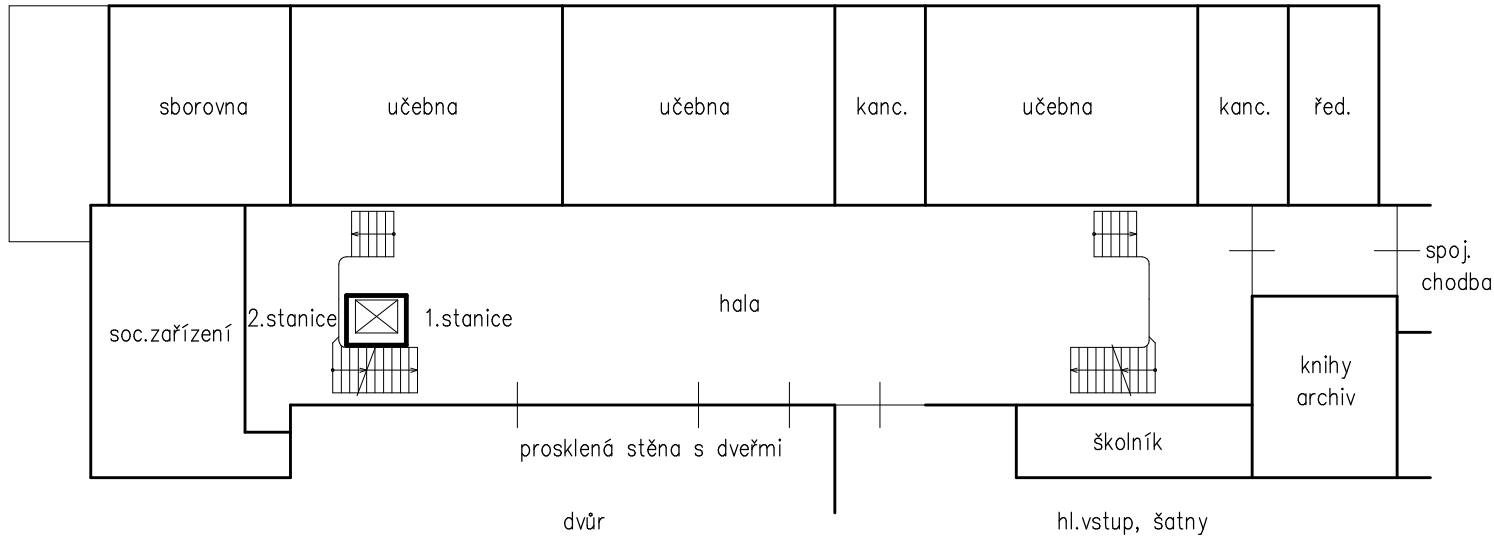 sborovna
učebna
učebna
kanc.
učebna
kanc.
řed.
spoj.
chodba
soc.zařízení
2.stanice
1.stanice
hala
knihy
archiv
prosklená stěna s dveřmi
školník
dvůr
hl.vstup, šatny